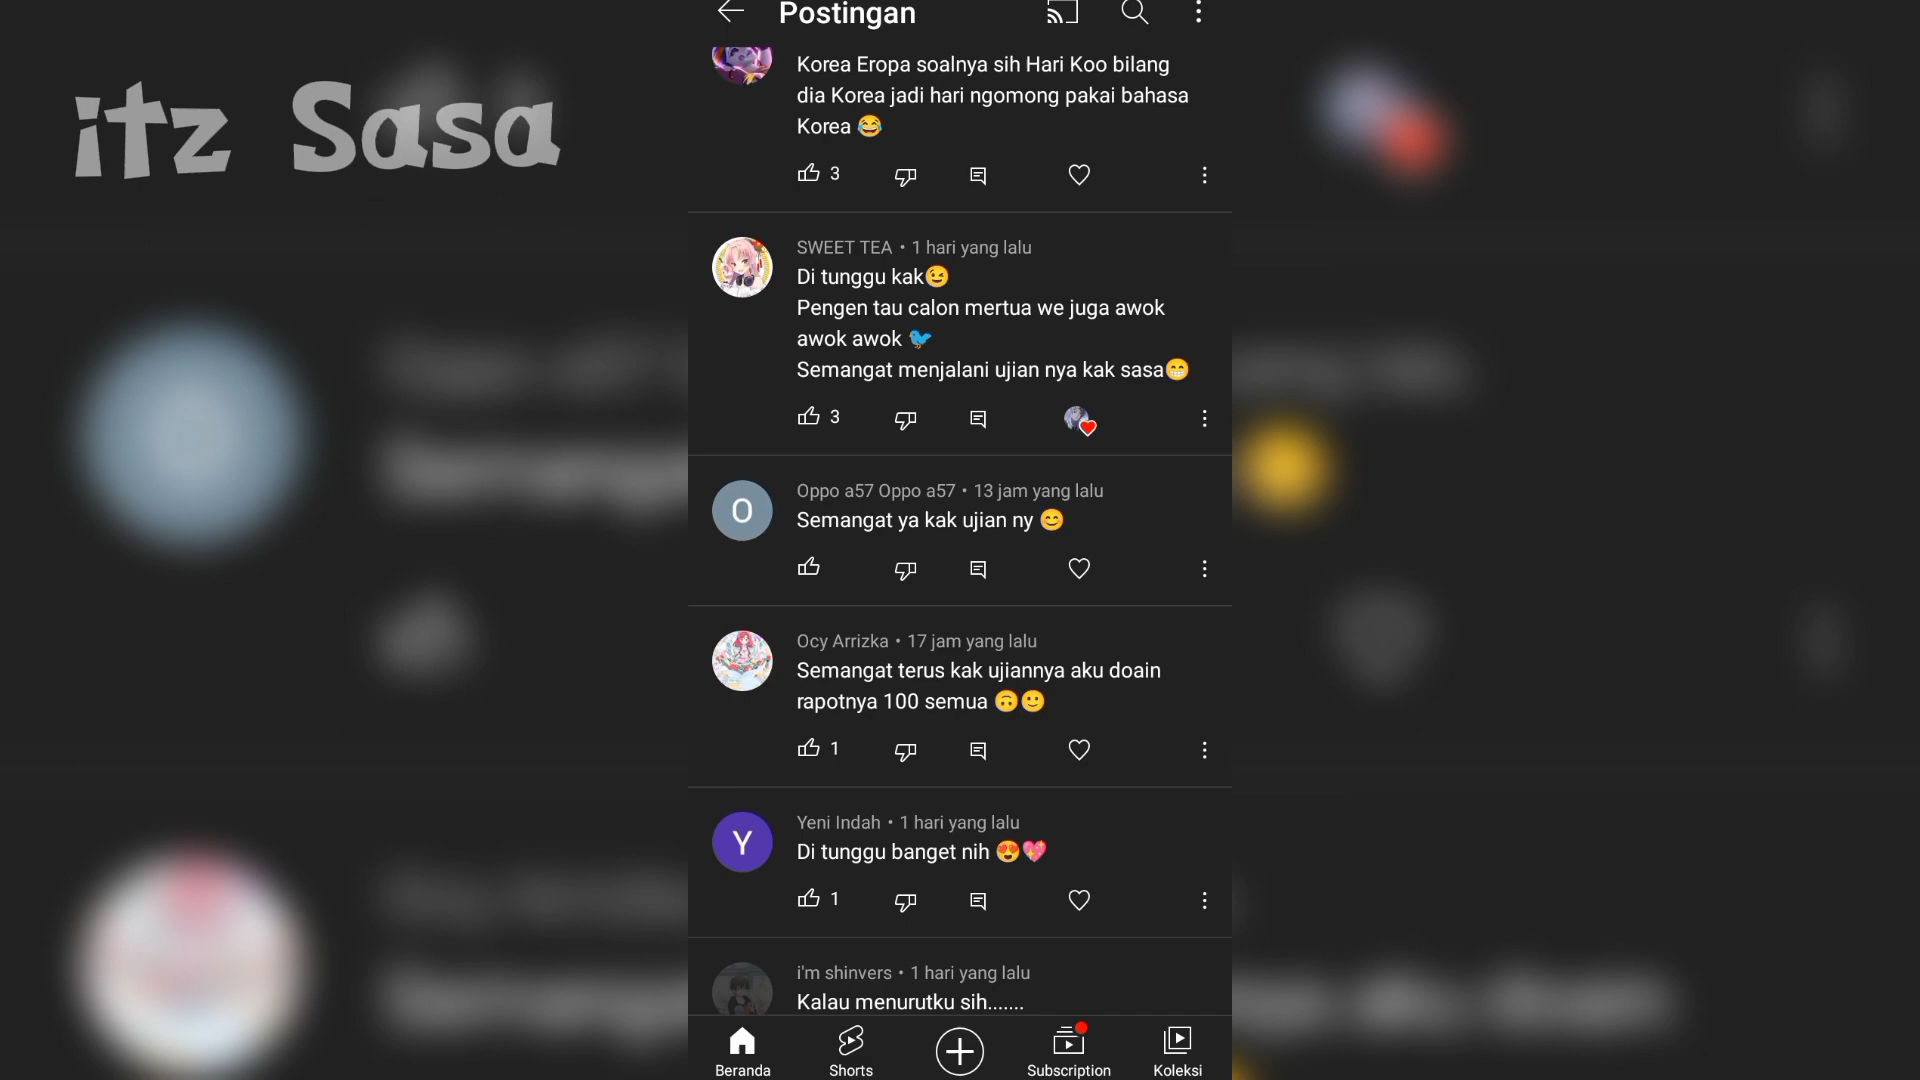 Postingan
itz Sasa
Korea Eropa soalnya sih Hari Koo bilang
dia Korea jadi hari ngomong pakai bahasa
Korea 😂
3
SWEET TEA • 1 hari yang lalu
Di tunggu kak😉
Pengen tau calon mertua we juga awok
awok awok 🐦
Semangat menjalani ujian nya kak sasa😁
3
O
Oppo a57 Oppo a57 • 13 jam yang lalu
Semangat ya kak ujian ny 😊
Ocy Arrizka • 17 jam yang lalu
Semangat terus kak ujiannya aku doain
rapotnya 100 semua 🙃🙂
1
Y
Yeni Indah • 1 hari yang lalu
Di tunggu banget nih 😍💖
1
i'm shinvers • 1 hari yang lalu
Kalau menurutku sih.......
Beranda
Shorts
Subscription
Koleksi